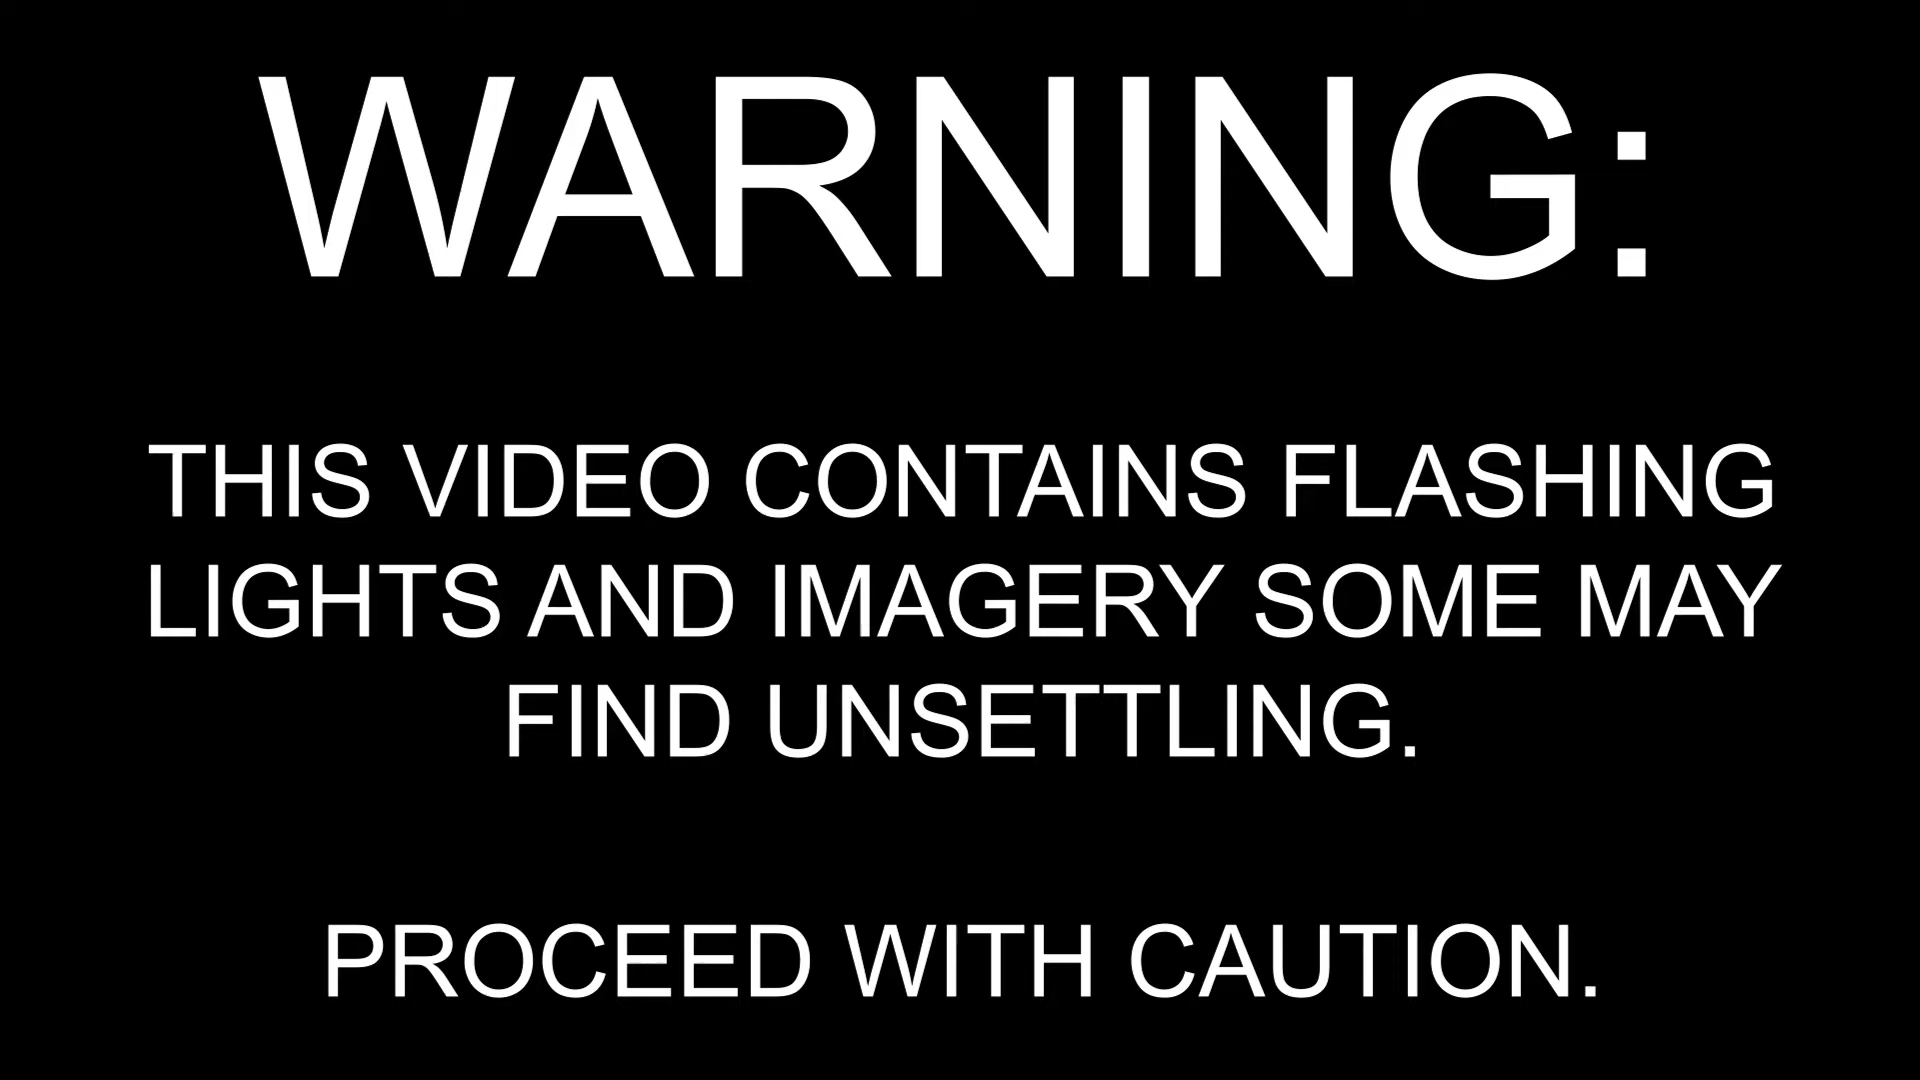 WARNING:
THIS VIDEO CONTAINS FLASHING
LIGHTS AND IMAGERY SOME MAY
FIND UNSETTLING.
PROCEED WITH CAUTION.